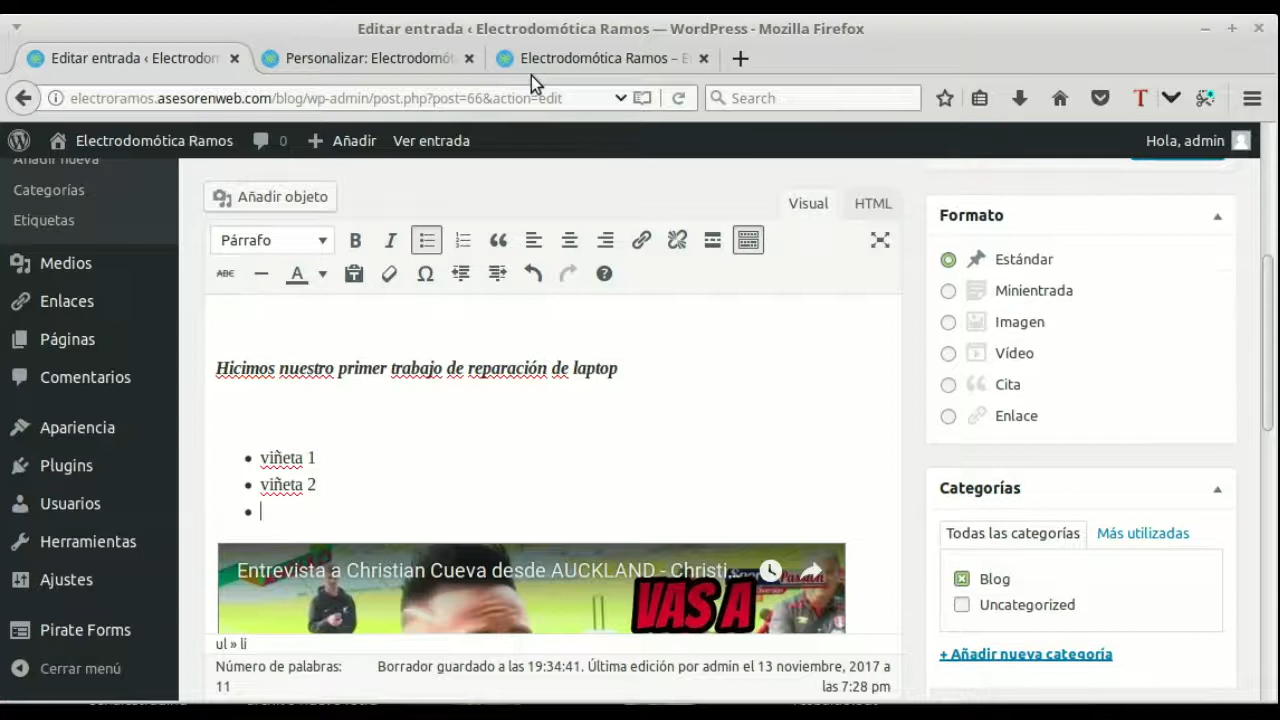 Editar entrada ‹ Electrodomótica Ramos — WordPress - Mozilla Firefox
Editar entrada ‹ Electrodon
Personalizar: Electrodomót
Electrodomótica Ramos – E
electroramos.asesorenweb.com/blog/wp-admin/post.php?post=66&action=edit
Search
Electrodomótica Ramos
0
Añadir
Ver entrada
Hola, admin
Añadir nueva
Categorías
Etiquetas
Medios
Enlaces
Páginas
Comentarios
Apariencia
Plugins
Usuarios
Herramientas
Ajustes
Pirate Forms
Cerrar menú
Añadir objeto
Visual
HTML
Párrafo
B
I
ABC
A
Hicimos nuestro primer trabajo de reparación de laptop
viñeta 1
viñeta 2
Entrevista a Christian Cueva desde AUCKLAND - Christi...
VAS A
ul » li
Número de palabras:
11
Borrador guardado a las 19:34:41. Última edición por admin el 13 noviembre, 2017 a
las 7:28 pm
Formato
Estándar
Minientrada
Imagen
Vídeo
Cita
Enlace
Categorías
Todas las categorías
Más utilizadas
Blog
Uncategorized
+ Añadir nueva categoría